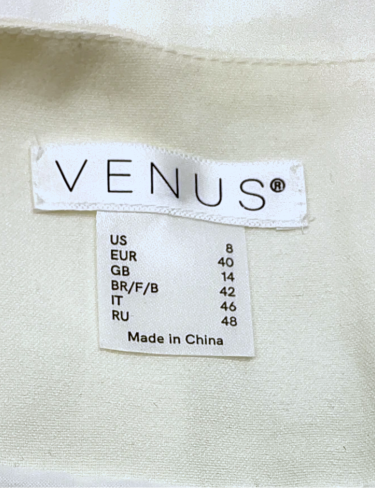 VENUS®
US 8
EUR 40
GB 14
BR/F/B 42
IT 46
RU 48
Made in China